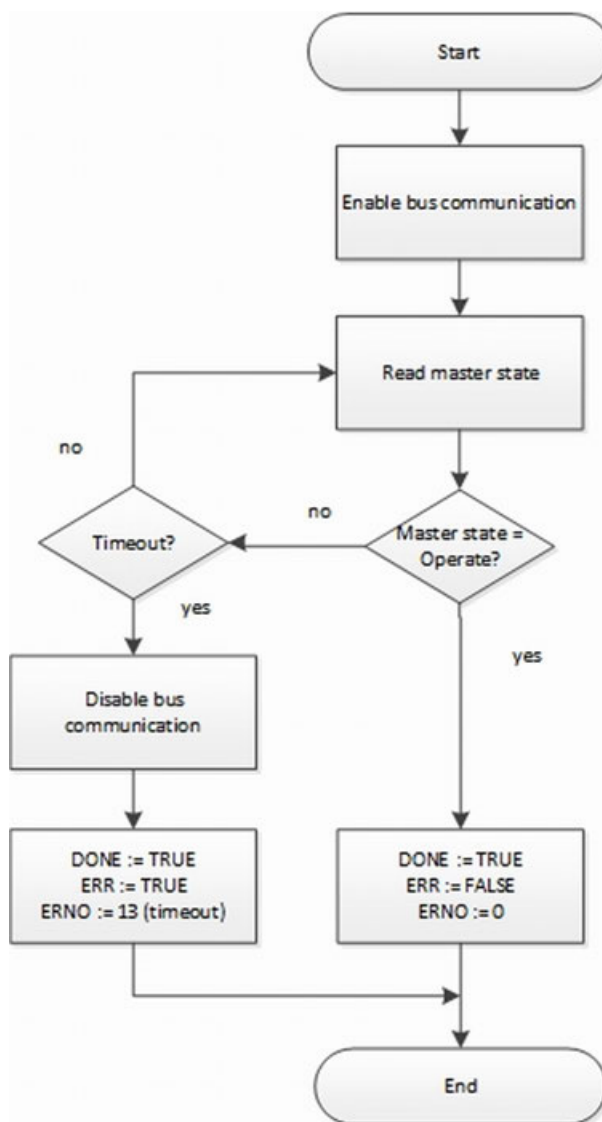 Start
Enable bus communication
Read master state
no
no
Timeout?
Master state =
Operate?
yes
yes
Disable bus
communication
DONE := TRUE
ERR := TRUE
ERNO := 13 (timeout)
DONE := TRUE
ERR := FALSE
ERNO := 0
End